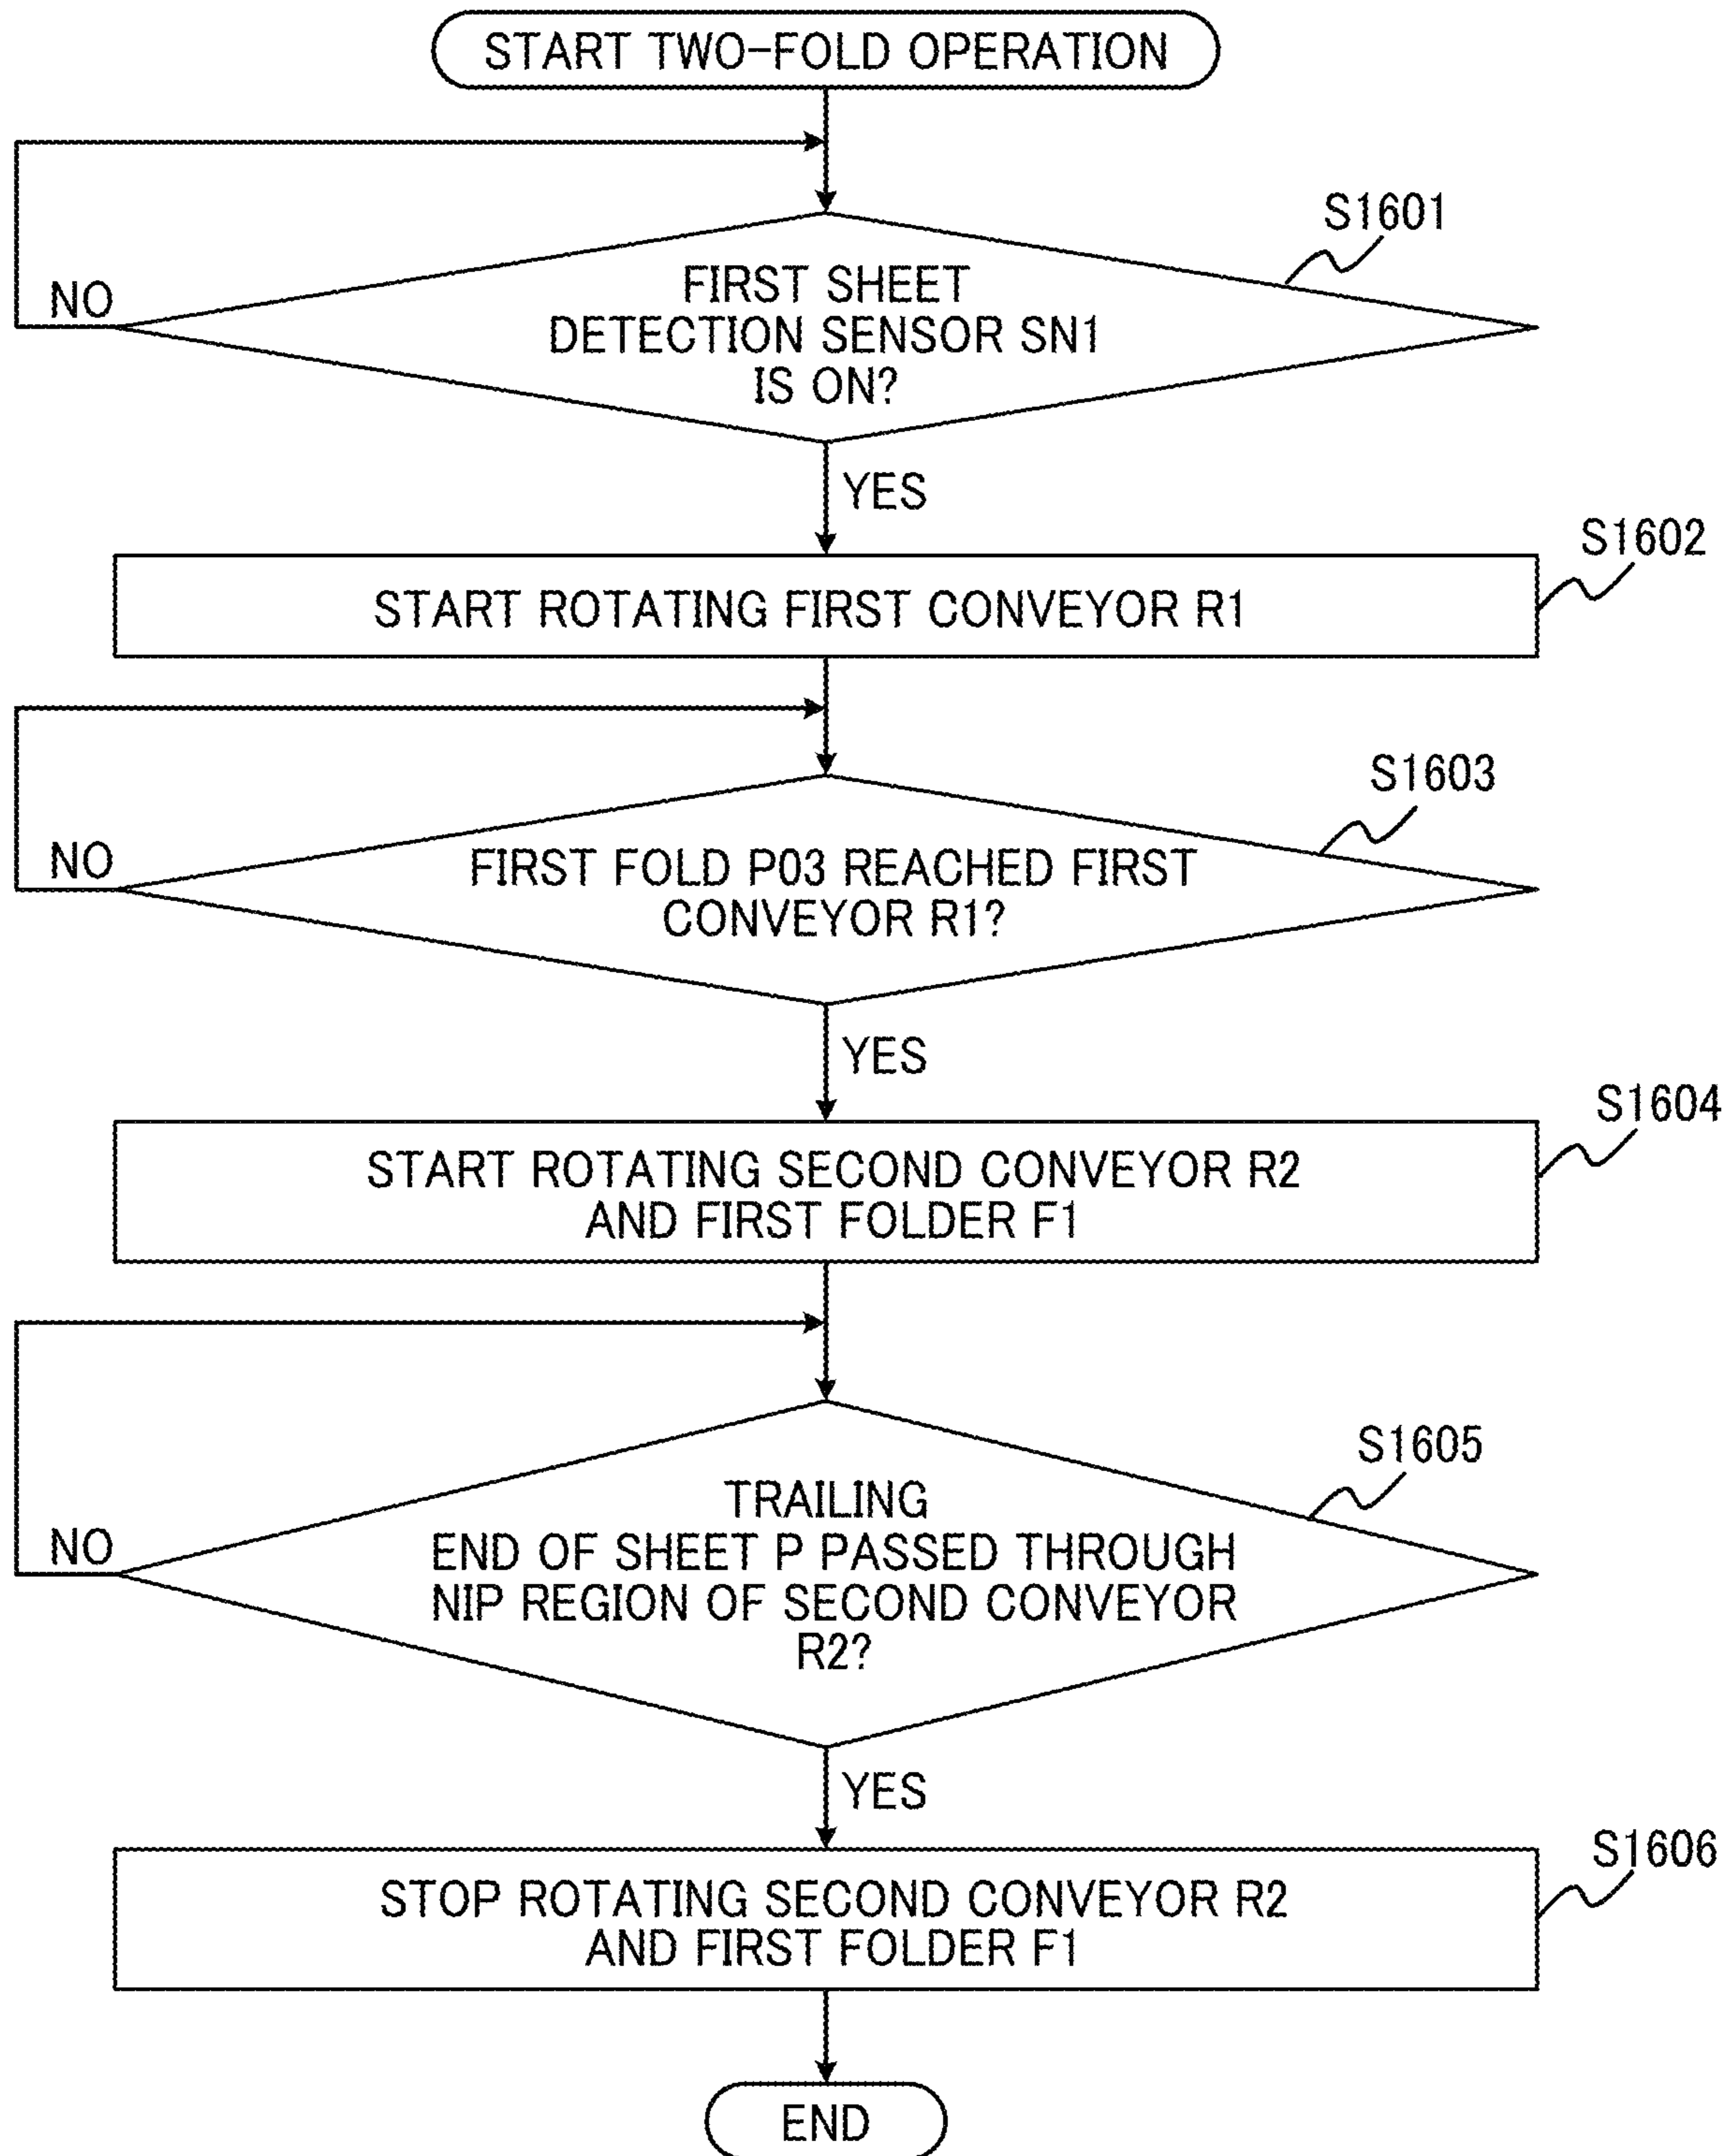 START TWO-FOLD OPERATION
S1601
FIRST SHEET
DETECTION SENSOR SN1
IS ON?
NO
YES
S1602
START ROTATING FIRST CONVEYOR R1
S1603
FIRST FOLD P03 REACHED FIRST
CONVEYOR R1?
NO
YES
S1604
START ROTATING SECOND CONVEYOR R2
AND FIRST FOLDER F1
S1605
TRAILING
END OF SHEET P PASSED THROUGH
NIP REGION OF SECOND CONVEYOR
R2?
NO
YES
S1606
STOP ROTATING SECOND CONVEYOR R2
AND FIRST FOLDER F1
END